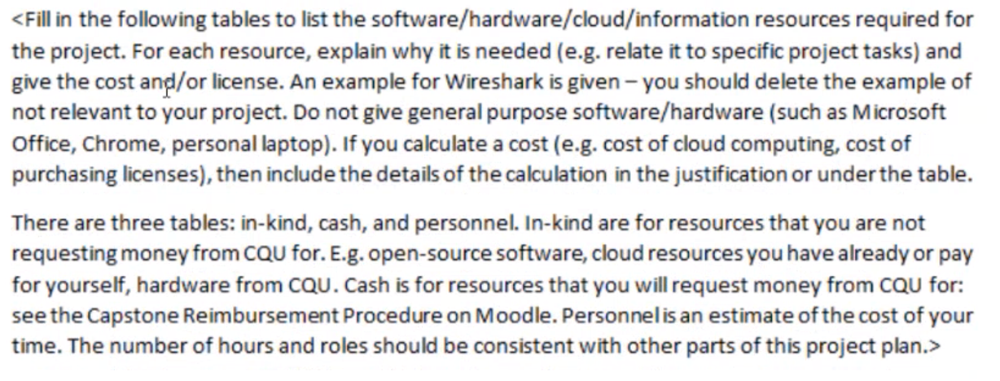 <Fill in the following tables to list the software/hardware/cloud/information resources required for
the project. For each resource, explain why it is needed (e.g. relate it to specific project tasks) and
give the cost and/or license. An example for Wireshark is given – you should delete the example of
not relevant to your project. Do not give general purpose software/hardware (such as Microsoft
Office, Chrome, personal laptop). If you calculate a cost (e.g. cost of cloud computing, cost of
purchasing licenses), then include the details of the calculation in the justification or under the table.
There are three tables: in-kind, cash, and personnel. In-kind are for resources that you are not
requesting money from CQU for. E.g. open-source software, cloud resources you have already or pay
for yourself, hardware from CQU. Cash is for resources that you will request money from CQU for:
see the Capstone Reimbursement Procedure on Moodle. Personnel is an estimate of the cost of your
time. The number of hours and roles should be consistent with other parts of this project plan.>